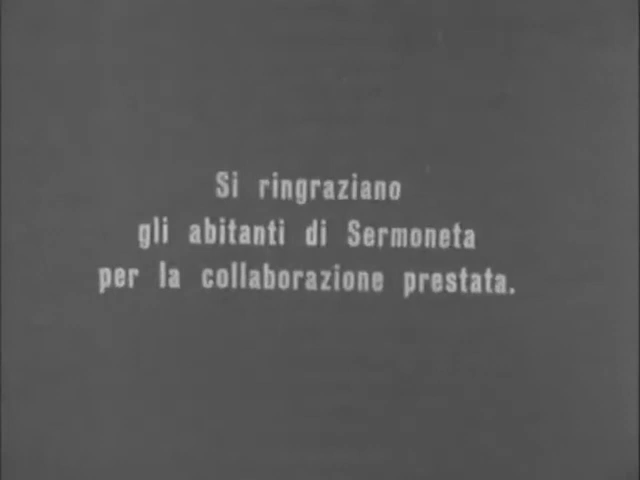 Si ringraziano
gli abitanti di Sermoneta
per la collaborazione prestata.